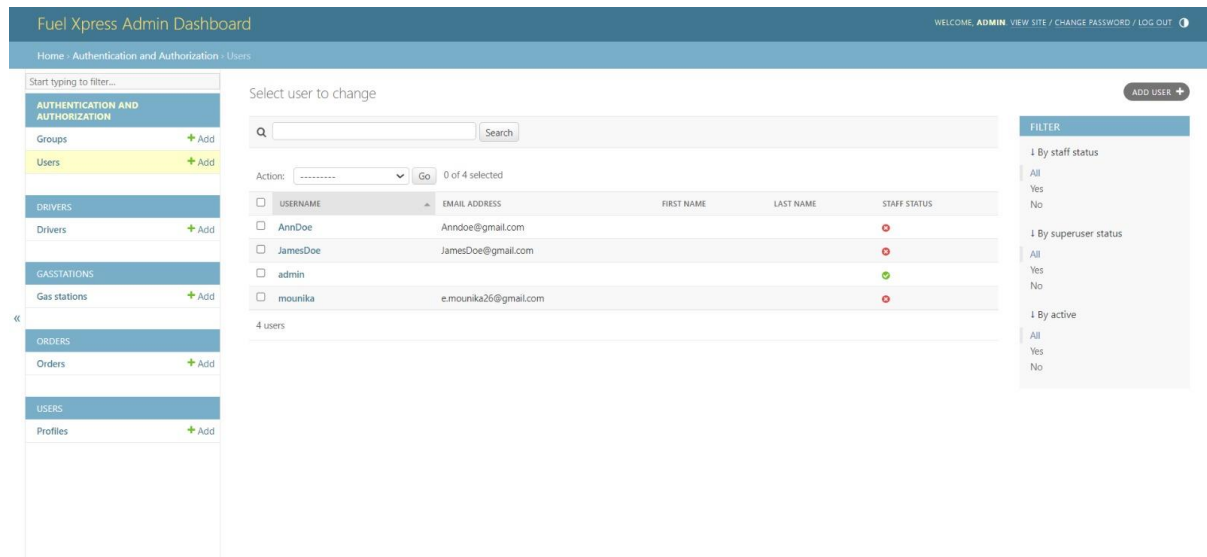 Fuel Xpress Admin Dashboard
WELCOME, ADMIN. VIEW SITE / CHANGE PASSWORD / LOG OUT
Home › Authentication and Authorization › Users
Start typing to filter...
AUTHENTICATION AND
AUTHORIZATION
Groups + Add
Users + Add
DRIVERS
Drivers + Add
GASSTATIONS
Gas stations + Add
ORDERS
Orders + Add
USERS
Profiles + Add
«
Select user to change
ADD USER +
Search
Action: --------- Go 0 of 4 selected
USERNAME EMAIL ADDRESS FIRST NAME LAST NAME STAFF STATUS
AnnDoe Anndoe@gmail.com
JamesDoe JamesDoe@gmail.com
admin
mounika e.mounika26@gmail.com
4 users
FILTER
↓ By staff status
All
Yes
No
↓ By superuser status
All
Yes
No
↓ By active
All
Yes
No